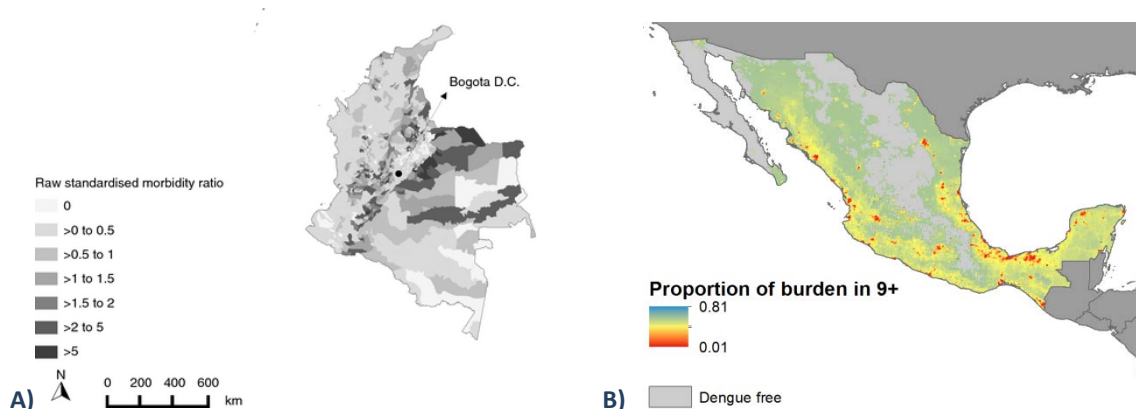 Bogota D.C.
Raw standardised morbidity ratio
0
>0 to 0.5
>0.5 to 1
>1 to 1.5
>1.5 to 2
>2 to 5
>5
N
0 200 400 600
km
A)
Proportion of burden in 9+
0.81
0.01
Dengue free
B)